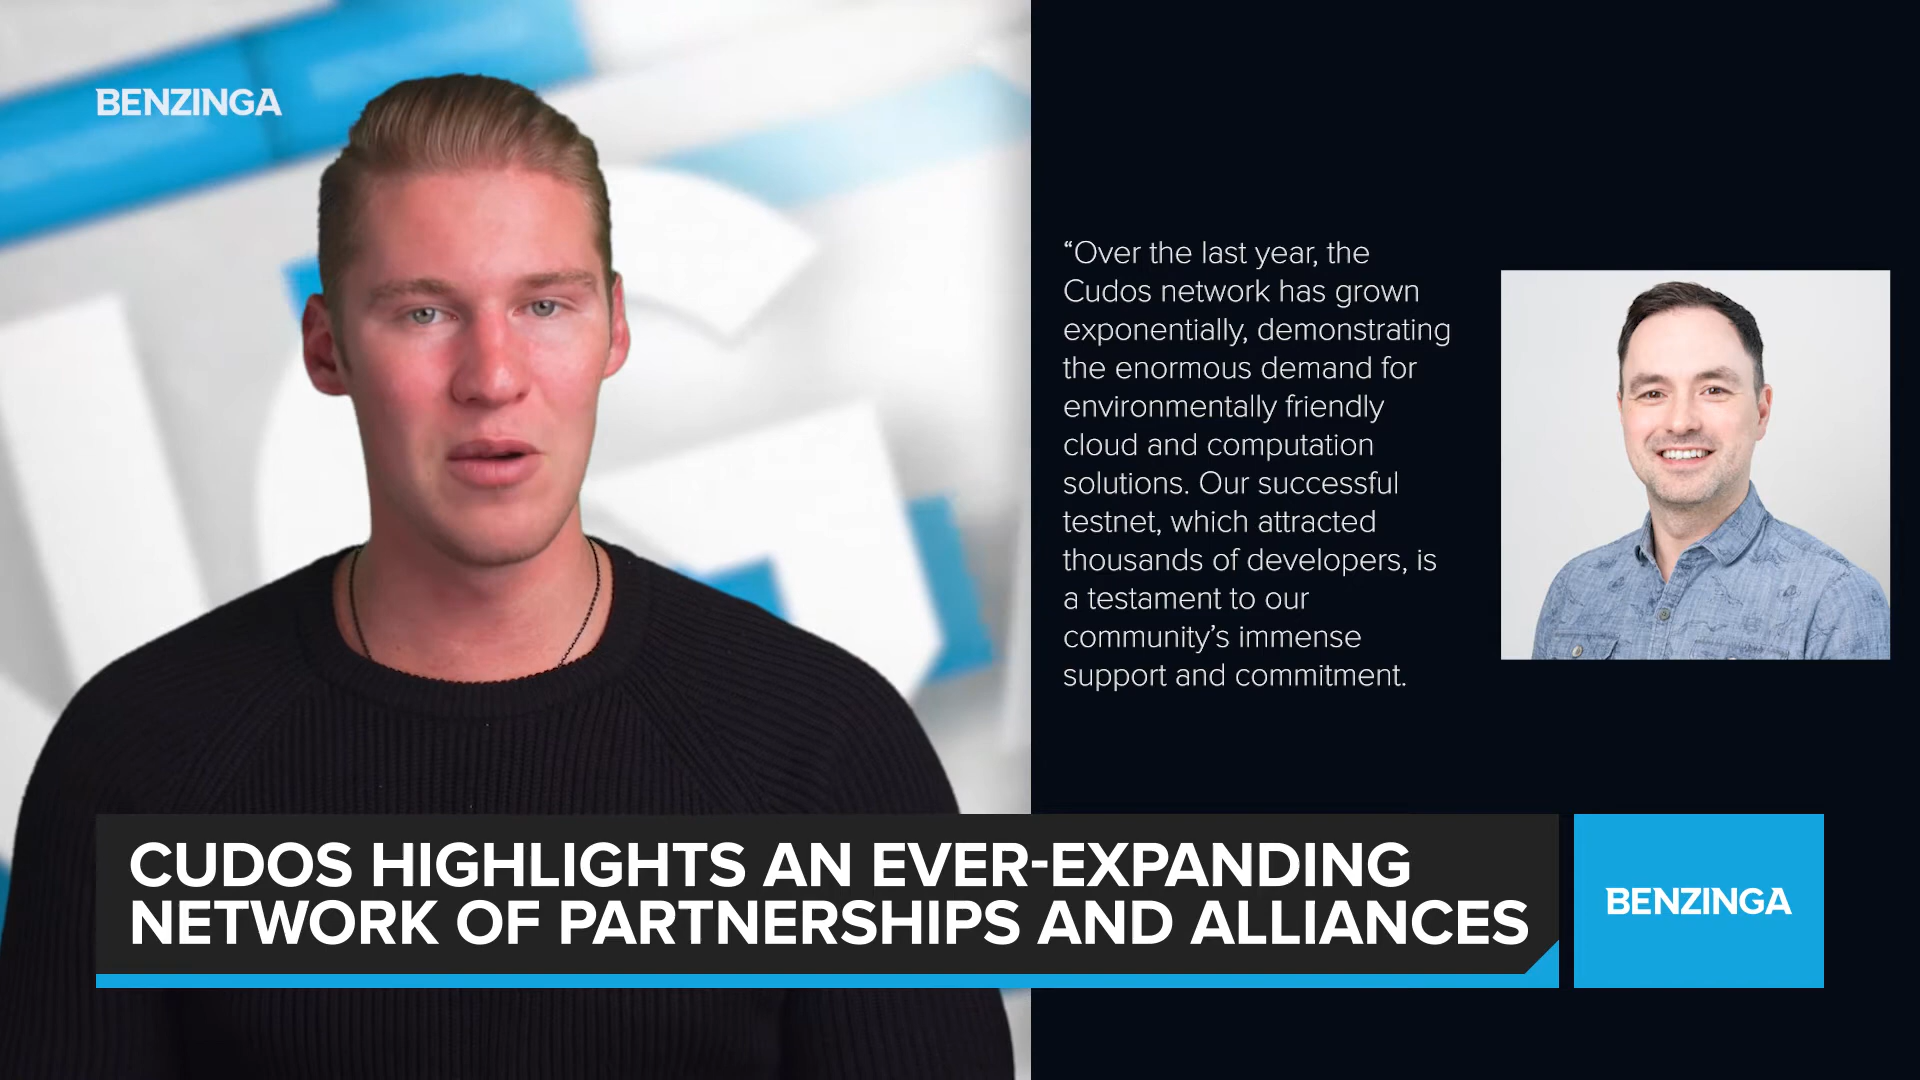 BENZINGA
“Over the last year, the
Cudos network has grown
exponentially, demonstrating
the enormous demand for
environmentally friendly
cloud and computation
solutions. Our successful
testnet, which attracted
thousands of developers, is
a testament to our
community’s immense
support and commitment.
CUDOS HIGHLIGHTS AN EVER-EXPANDING
NETWORK OF PARTNERSHIPS AND ALLIANCES
BENZINGA